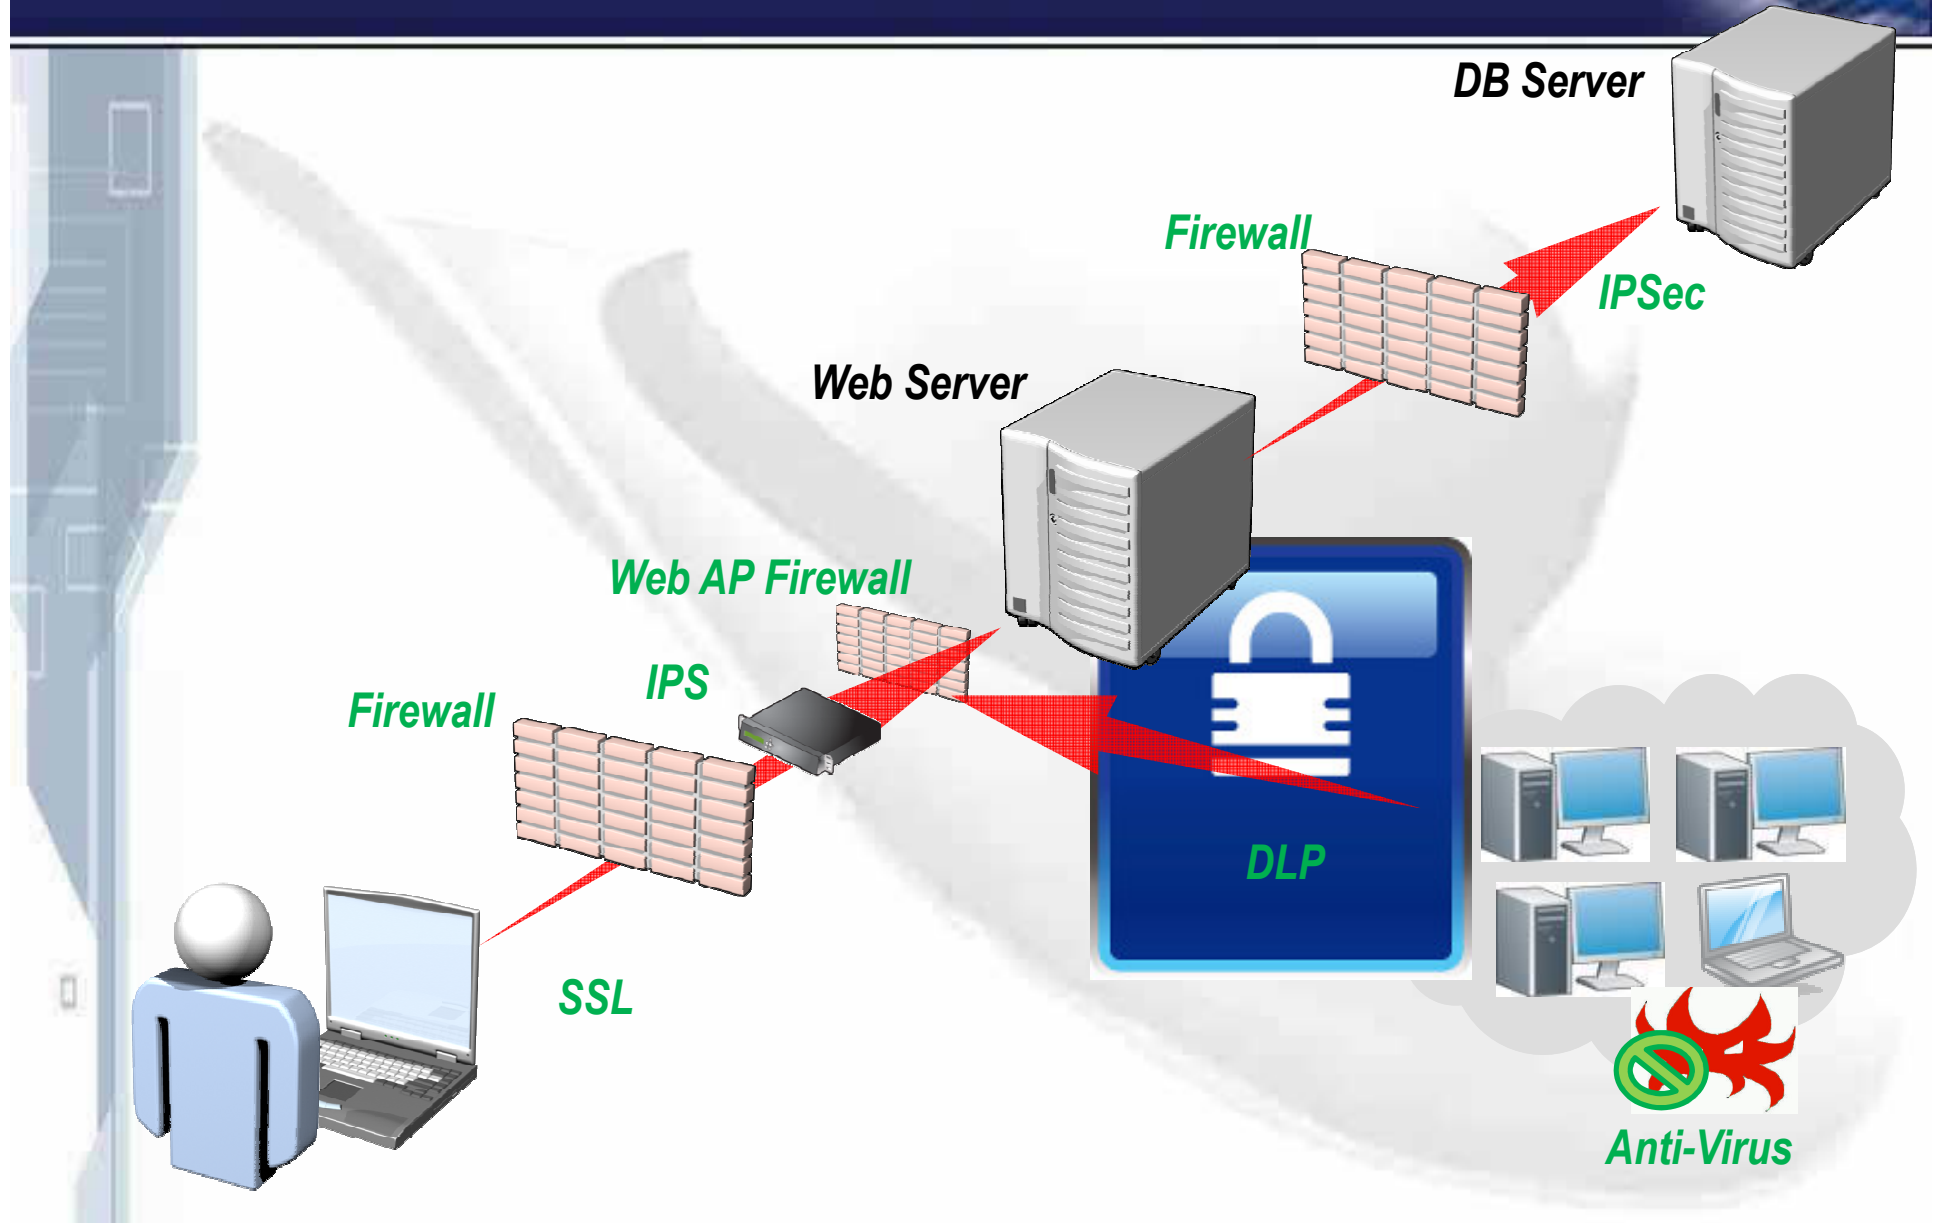 DB Server
Firewall
IPSec
Web Server
Web AP Firewall
IPS
Firewall
DLP
SSL
Anti-Virus